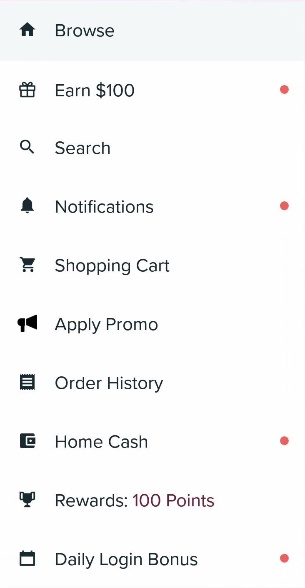 Browse
Earn $100
Search
Notifications
Shopping Cart
Apply Promo
Order History
Home Cash
Rewards: 100 Points
Daily Login Bonus